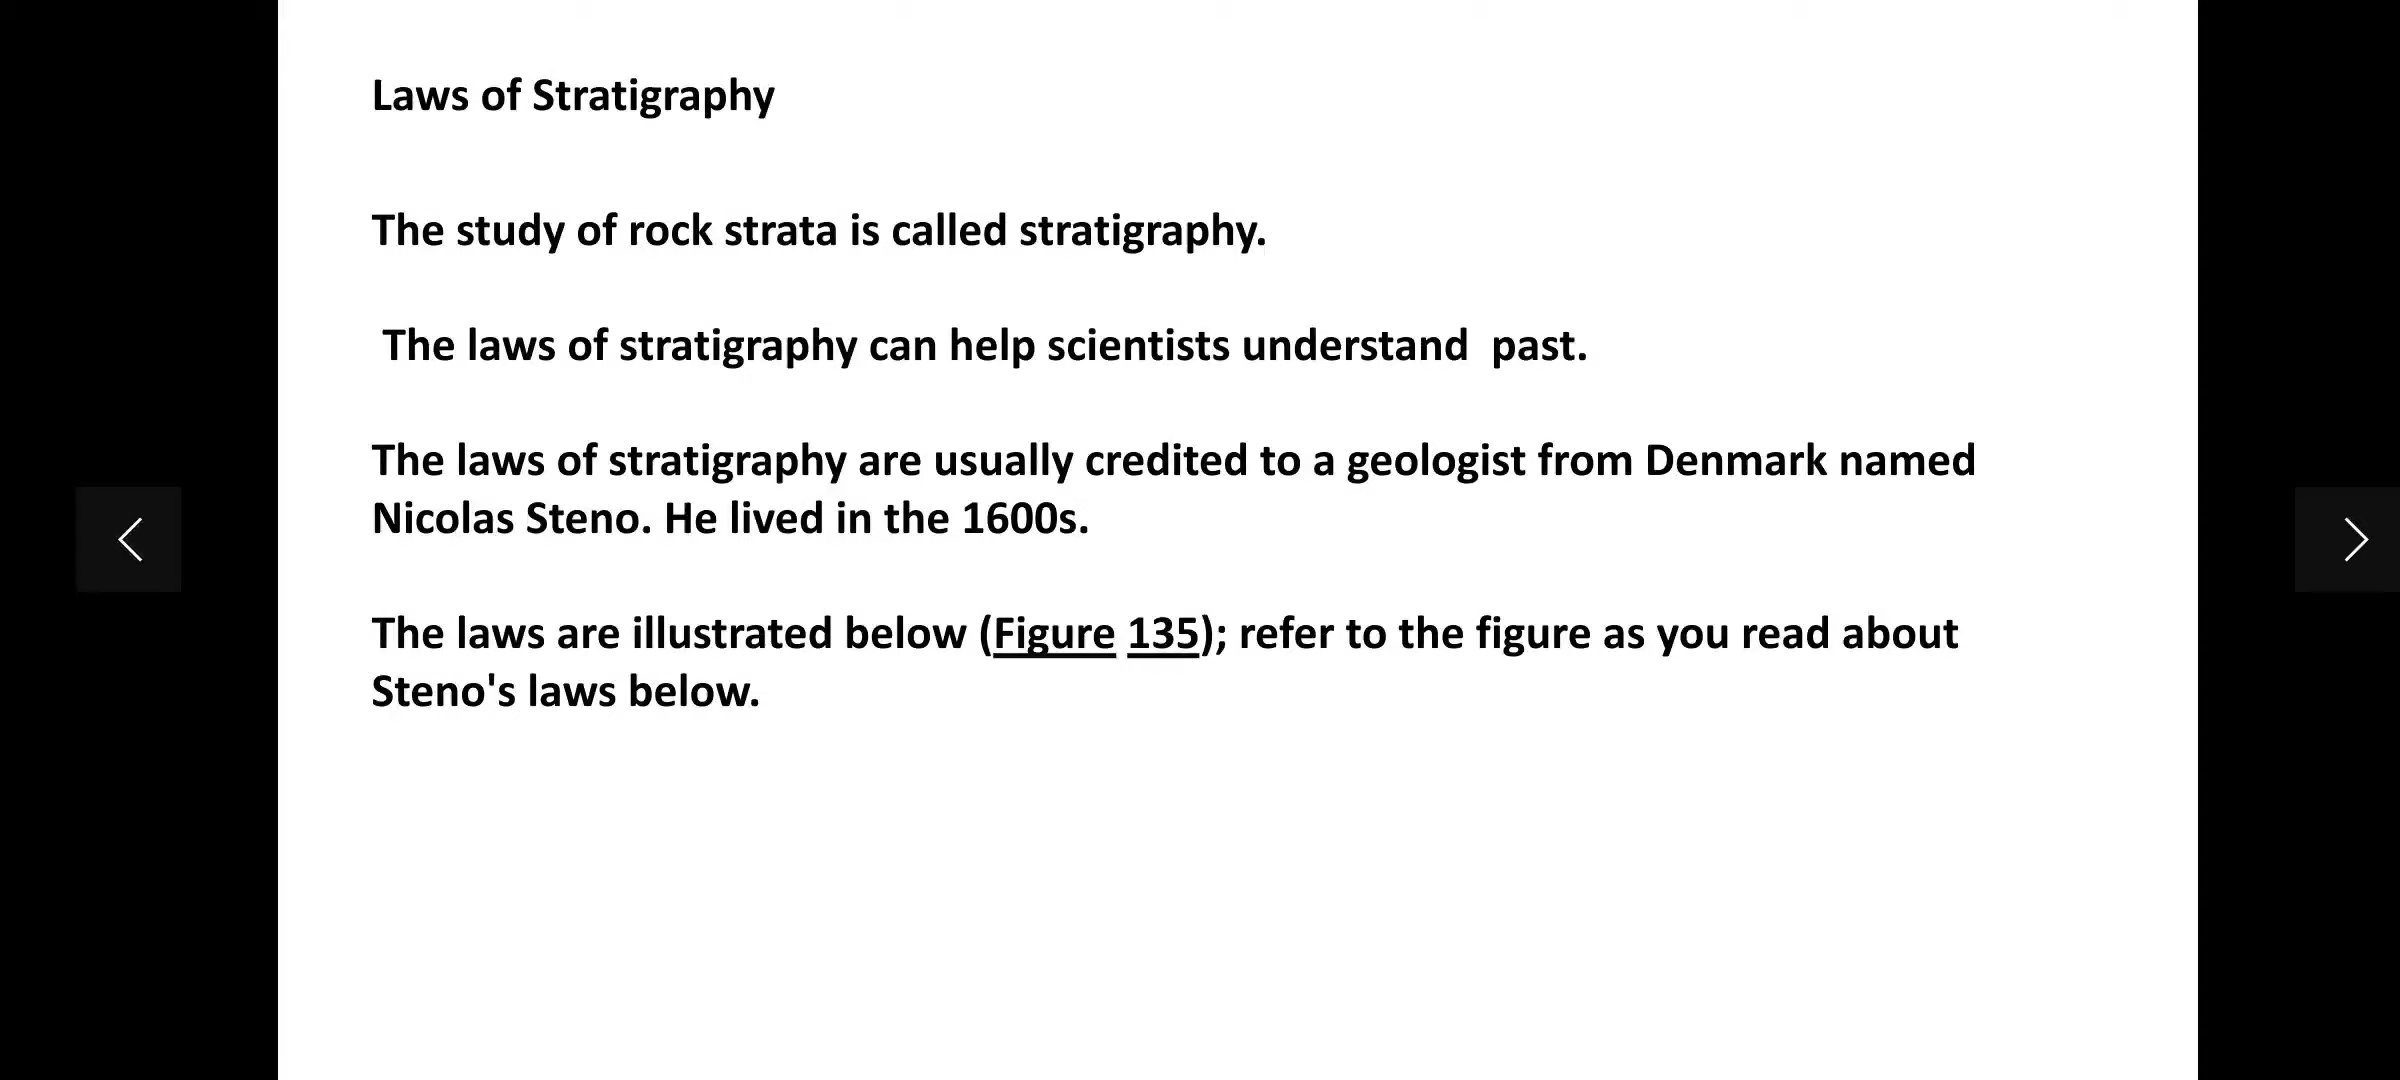 Laws of Stratigraphy
The study of rock strata is called stratigraphy.
The laws of stratigraphy can help scientists understand  past.
The laws of stratigraphy are usually credited to a geologist from Denmark named
Nicolas Steno. He lived in the 1600s.
The laws are illustrated below (Figure 135); refer to the figure as you read about
Steno's laws below.